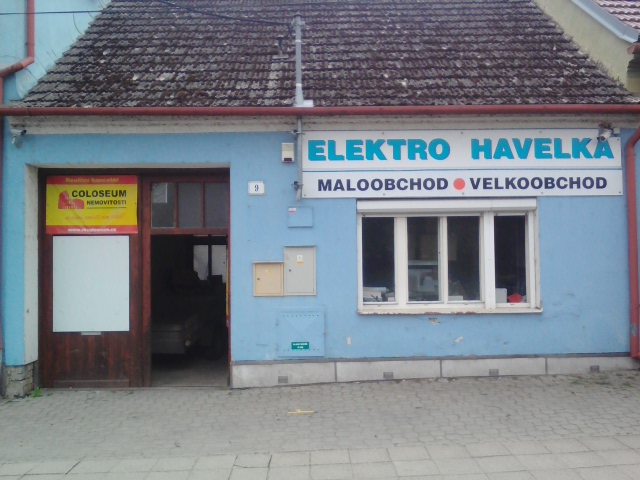 COLOSEUM
NEMOVITOSTI
9
ELEKTRO HAVELKA
MALOOBCHOD • VELKOOBCHOD